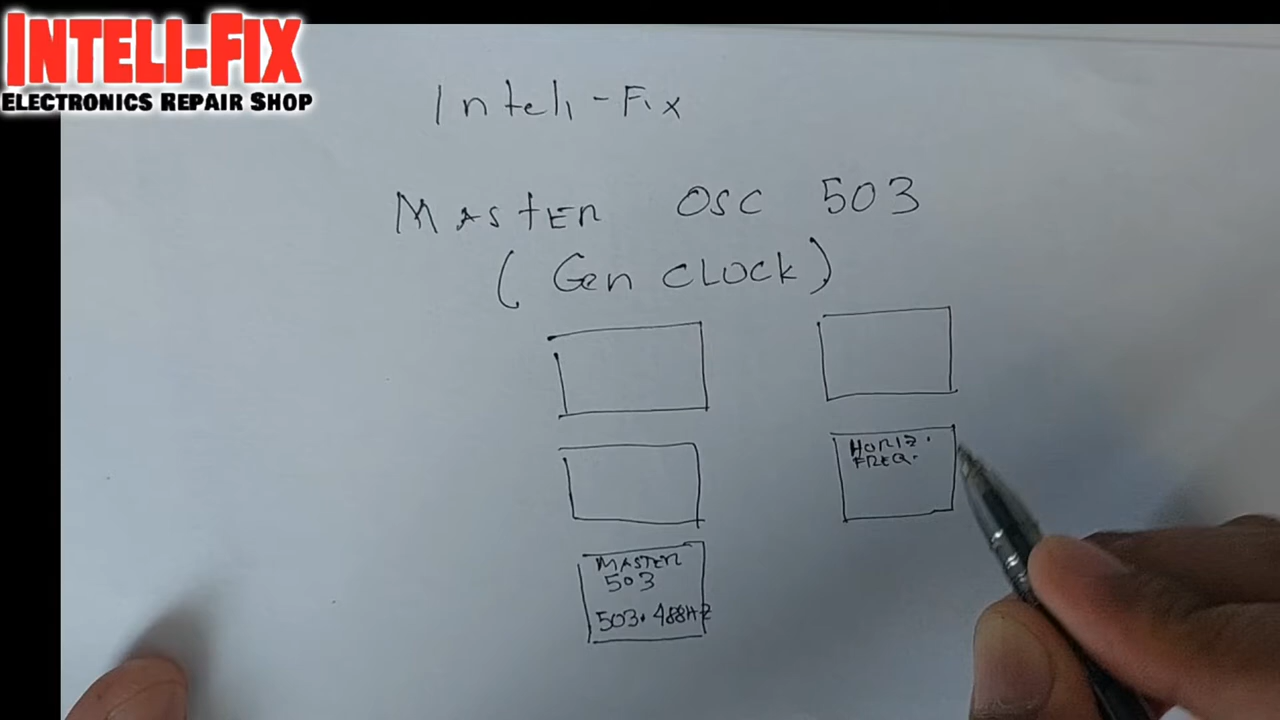 INTELI-FIX
ELECTRONICS REPAIR SHOP
Inteli-Fix
MASTER OSC 503
(Gen CLOCK)
HORIZ.
FREQ.
MASTER
503
503.488HZ